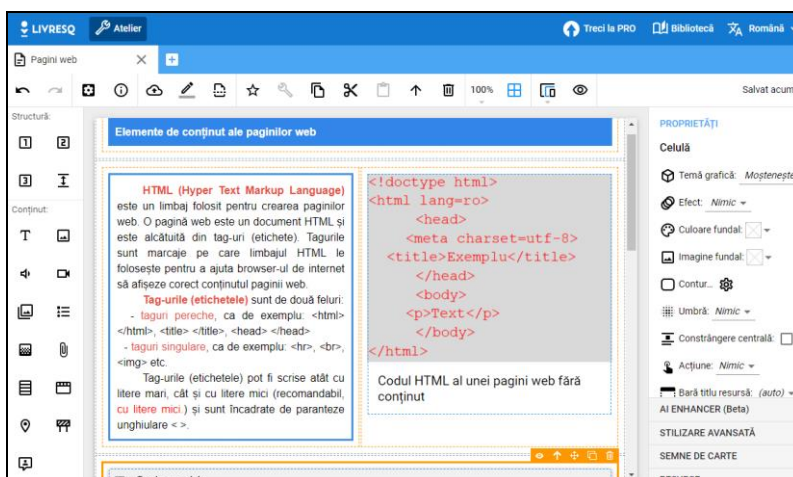 LIVRESQ Atelier Treci la PRO Bibliotecă Română
Pagini web
100% Salvat acum
Structură:
Conținut:
Elemente de conținut ale paginilor web
HTML (Hyper Text Markup Language)
este un limbaj folosit pentru crearea paginilor
web. O pagină web este un document HTML și
este alcătuită din tag-uri (etichete). Tagurile
sunt marcaje pe care limbajul HTML le
folosește pentru a ajuta browser-ul de internet
să afișeze corect conținutul paginii web.
Tag-urile (etichetele) sunt de două feluri:
- taguri pereche, ca de exemplu: <html>
</html>, <title> </title>, <head> </head>
- taguri singulare, ca de exemplu: <hr>, <br>,
<img> etc.
Tag-urile (etichetele) pot fi scrise atât cu
litere mari, cât și cu litere mici (recomandabil,
cu litere mici ) și sunt încadrate de paranteze
unghiulare < >.
<!doctype html>
<html lang=ro>
<head>
<meta charset=utf-8>
<title>Exemplu</title>
</head>
<body>
<p>Text</p>
</body>
</html>
Codul HTML al unei pagini web fără
conținut
PROPRIETĂȚI
Celulă
Temă grafică: Moștenește
Efect: Nimic
Culoare fundal:
Imagine fundal:
Contur...
Umbră: Nimic
Constrângere centrală:
Acțiune: Nimic
Bară titlu resursă: (auto)
AI ENHANCER (Beta)
STILIZARE AVANSATĂ
SEMNE DE CARTE